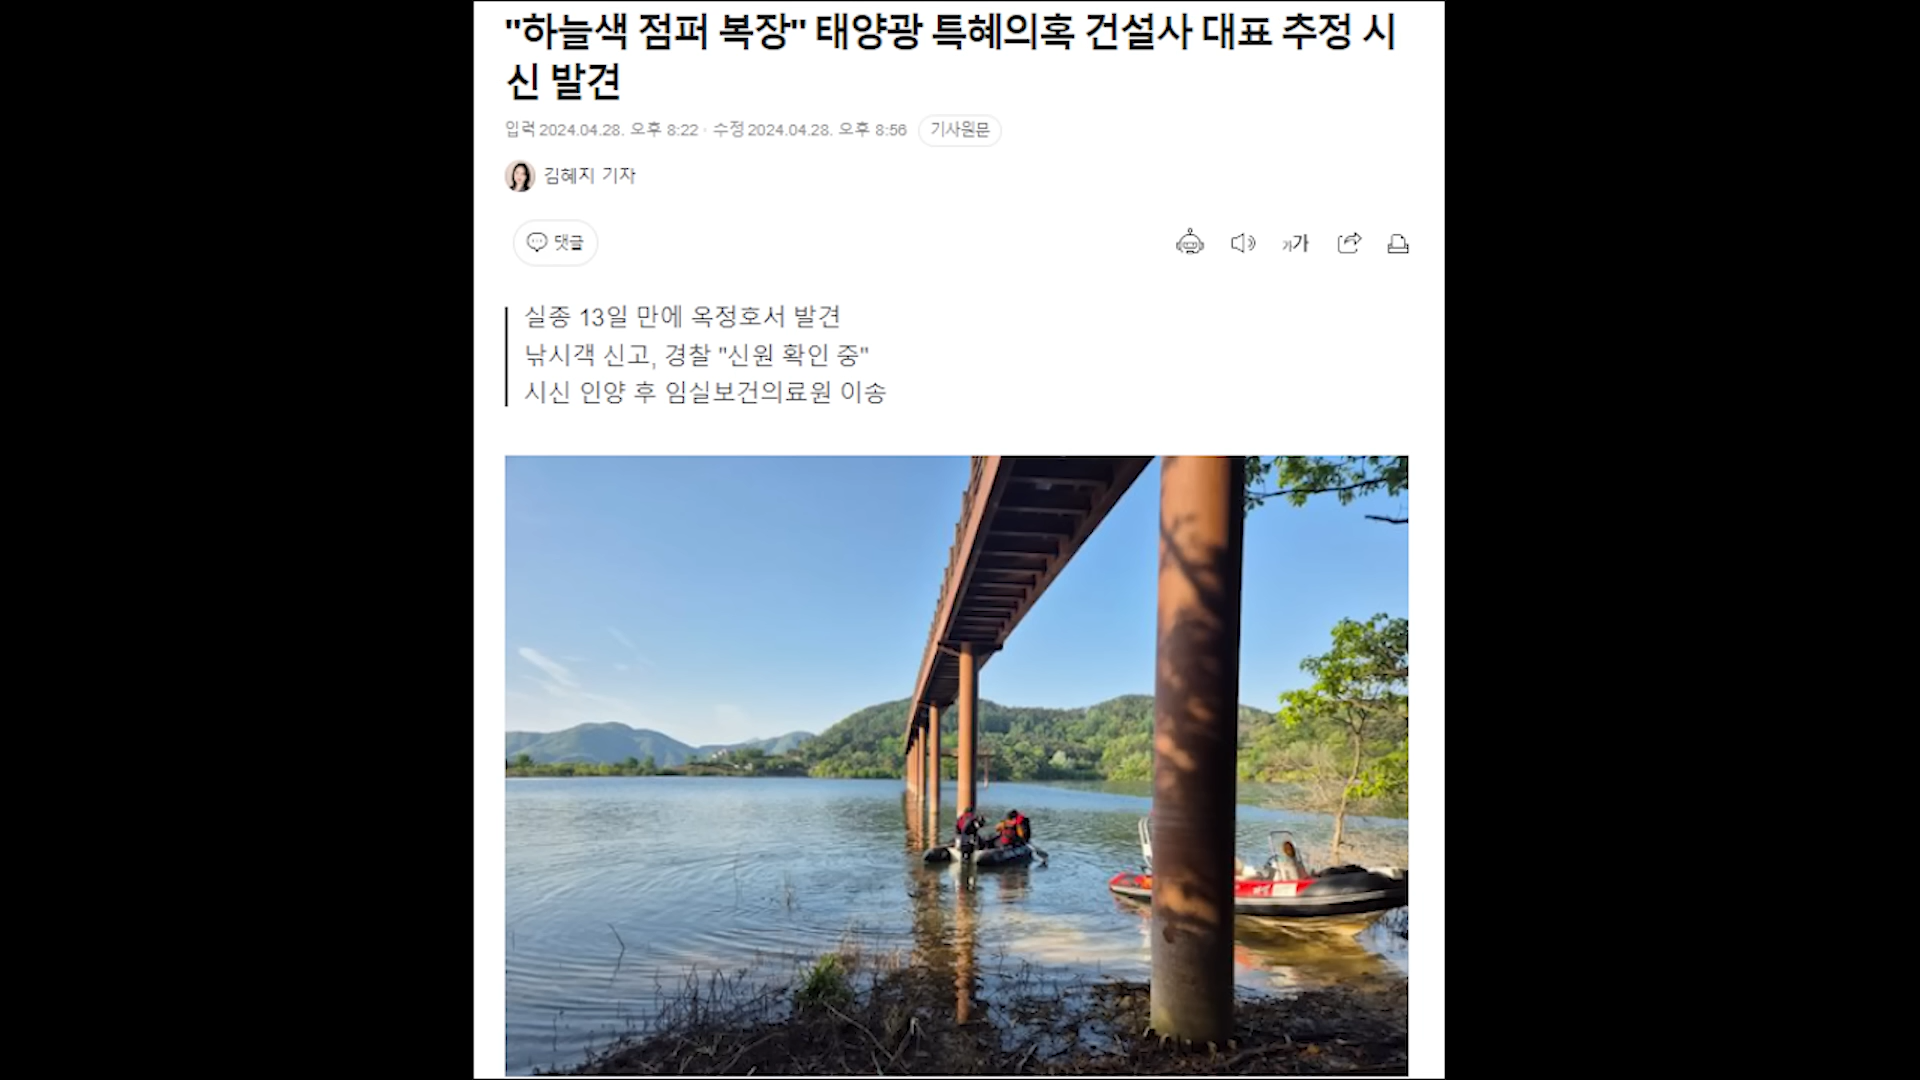 "하늘색 점퍼 복장" 태양광 특혜의혹 건설사 대표 추정 시
신 발견
입력 2024.04.28. 오후 8:22 · 수정 2024.04.28. 오후 8:56 기사원문
김혜지 기자
댓글 가가
실종 13일 만에 옥정호서 발견
낚시객 신고, 경찰 "신원 확인 중"
시신 인양 후 임실보건의료원 이송